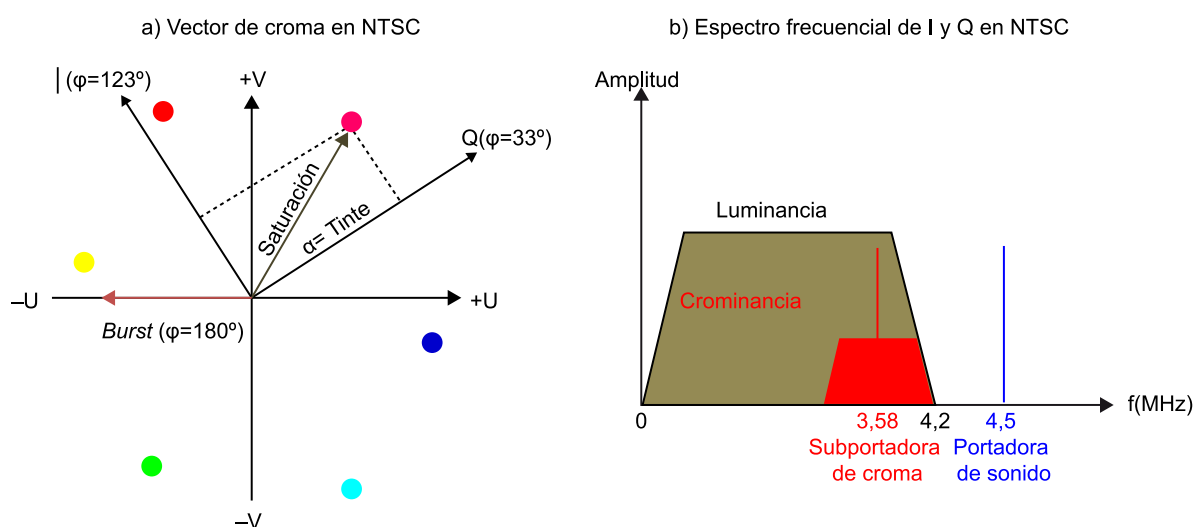 a) Vector de croma en NTSC
I (φ=123º)
+V
Q(φ=33º)
Saturación
α= Tinte
–U
+U
Burst (φ=180º)
–V
b) Espectro frecuencial de I y Q en NTSC
Amplitud
Luminancia
Crominancia
f(MHz)
0
3,58
4,2
4,5
Subportadora
de croma
Portadora
de sonido